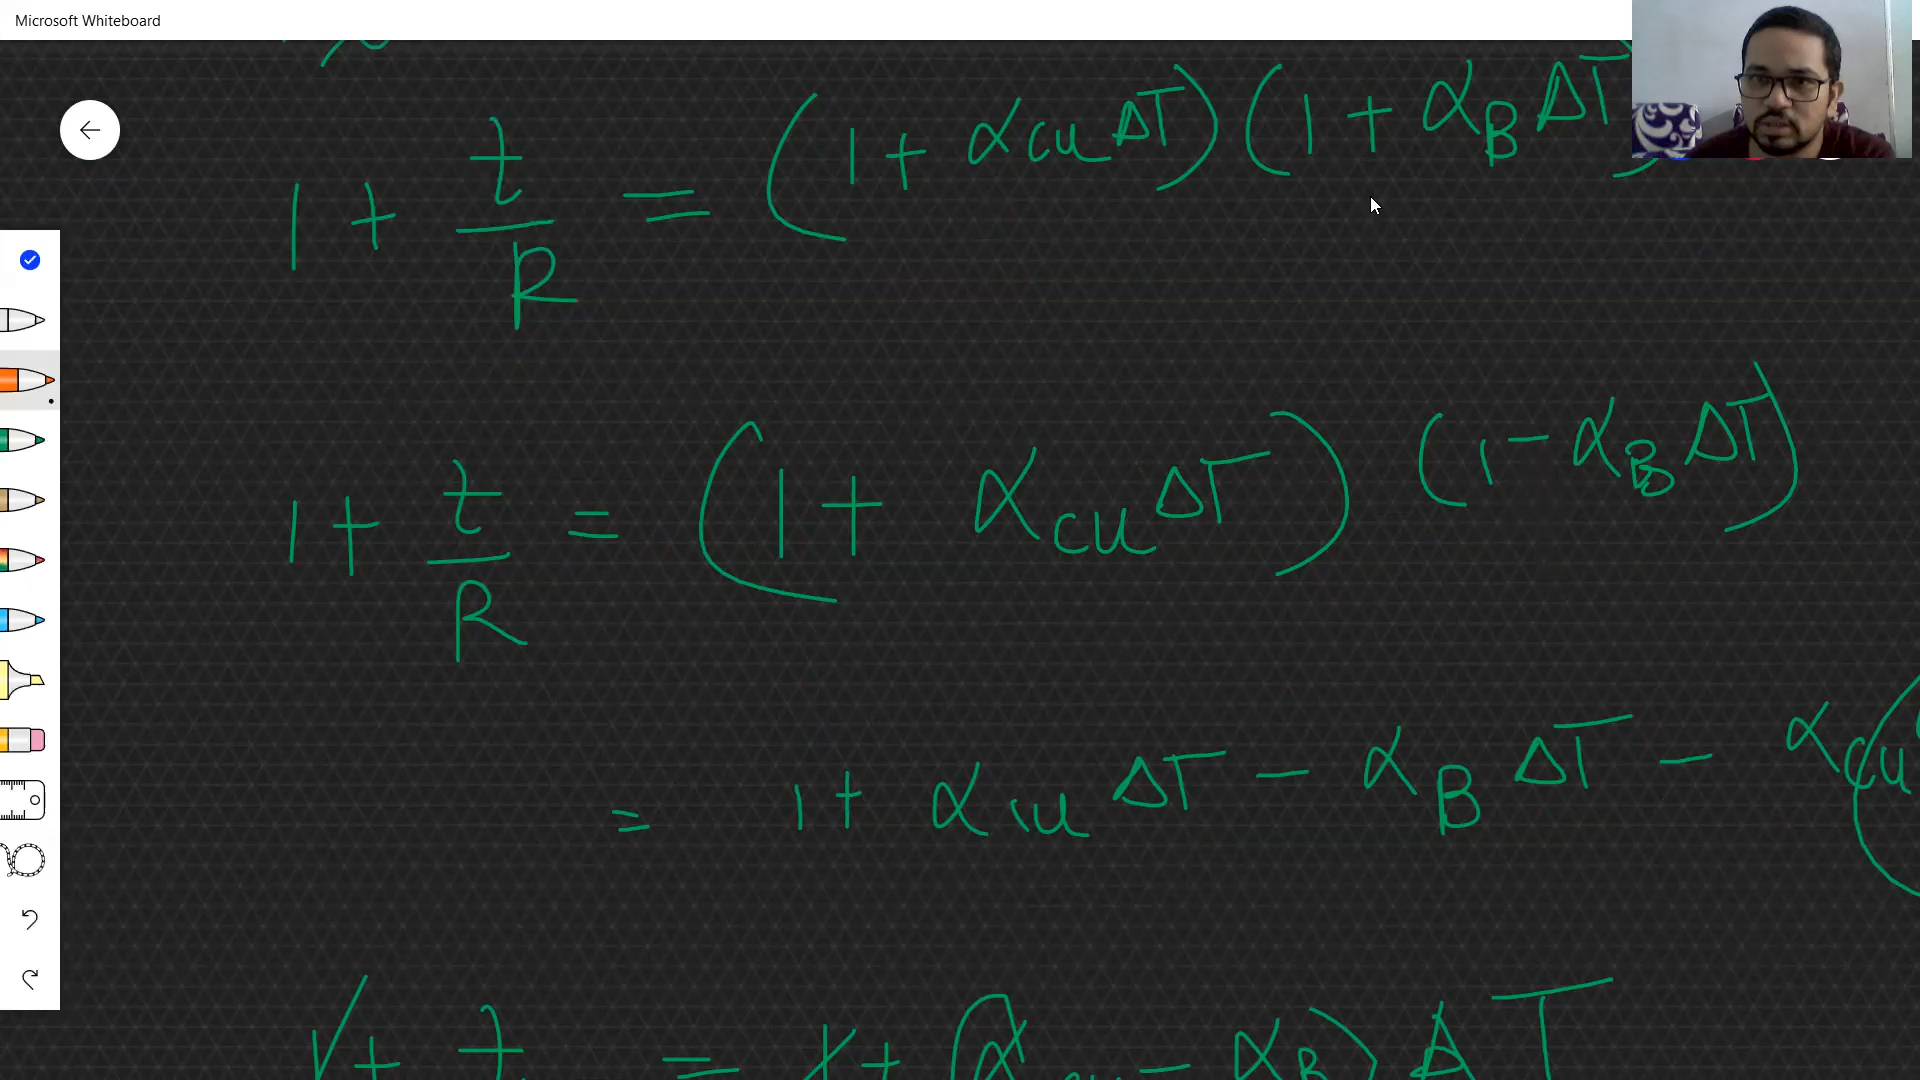 Microsoft Whiteboard
1 + t/R = (1 + αCu ΔT) (1 + αB ΔT)
1 + t/R = (1 + αCu ΔT) (1 - αB ΔT)
= 1 + αCu ΔT - αB ΔT - αCu
1 + t = 1 + (αCu - αB) ΔT